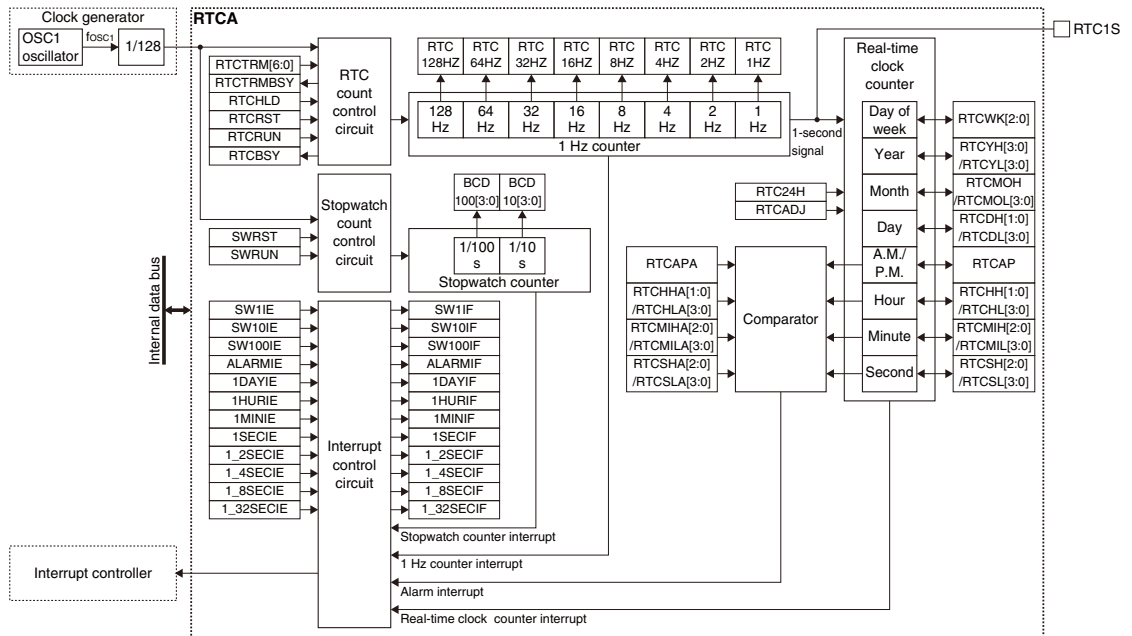 Clock generator
OSC1
oscillator
fOSC1
1/128
RTCA
RTCTRM[6:0]
RTCTRMBSY
RTCHLD
RTCRST
RTCRUN
RTCBSY
RTC
count
control
circuit
RTC
128HZ
RTC
64HZ
RTC
32HZ
RTC
16HZ
RTC
8HZ
RTC
4HZ
RTC
2HZ
RTC
1HZ
128
Hz
64
Hz
32
Hz
16
Hz
8
Hz
4
Hz
2
Hz
1
Hz
1 Hz counter
1-second
signal
RTC1S
Real-time
clock
counter
Day of
week
Year
Month
Day
A.M./
P.M.
Hour
Minute
Second
RTCWK[2:0]
RTCYH[3:0]
/RTCYL[3:0]
RTCMOH
/RTCMOL[3:0]
RTCDH[1:0]
/RTCDL[3:0]
RTCAP
RTCHH[1:0]
/RTCHL[3:0]
RTCMIH[2:0]
/RTCMIL[3:0]
RTCSH[2:0]
/RTCSL[3:0]
RTC24H
RTCADJ
SWRST
SWRUN
Stopwatch
count
control
circuit
BCD
100[3:0]
BCD
10[3:0]
1/100
s
1/10
s
Stopwatch counter
RTCAPA
RTCHHA[1:0]
/RTCHLA[3:0]
RTCMIHA[2:0]
/RTCMILA[3:0]
RTCSHA[2:0]
/RTCSLA[3:0]
Comparator
Internal data bus
SW1IE
SW10IE
SW100IE
ALARMIE
1DAYIE
1HURIE
1MINIE
1SECIE
1_2SECIE
1_4SECIE
1_8SECIE
1_32SECIE
Interrupt
control
circuit
SW1IF
SW10IF
SW100IF
ALARMIF
1DAYIF
1HURIF
1MINIF
1SECIF
1_2SECIF
1_4SECIF
1_8SECIF
1_32SECIF
Stopwatch counter interrupt
1 Hz counter interrupt
Alarm interrupt
Real-time clock counter interrupt
Interrupt controller